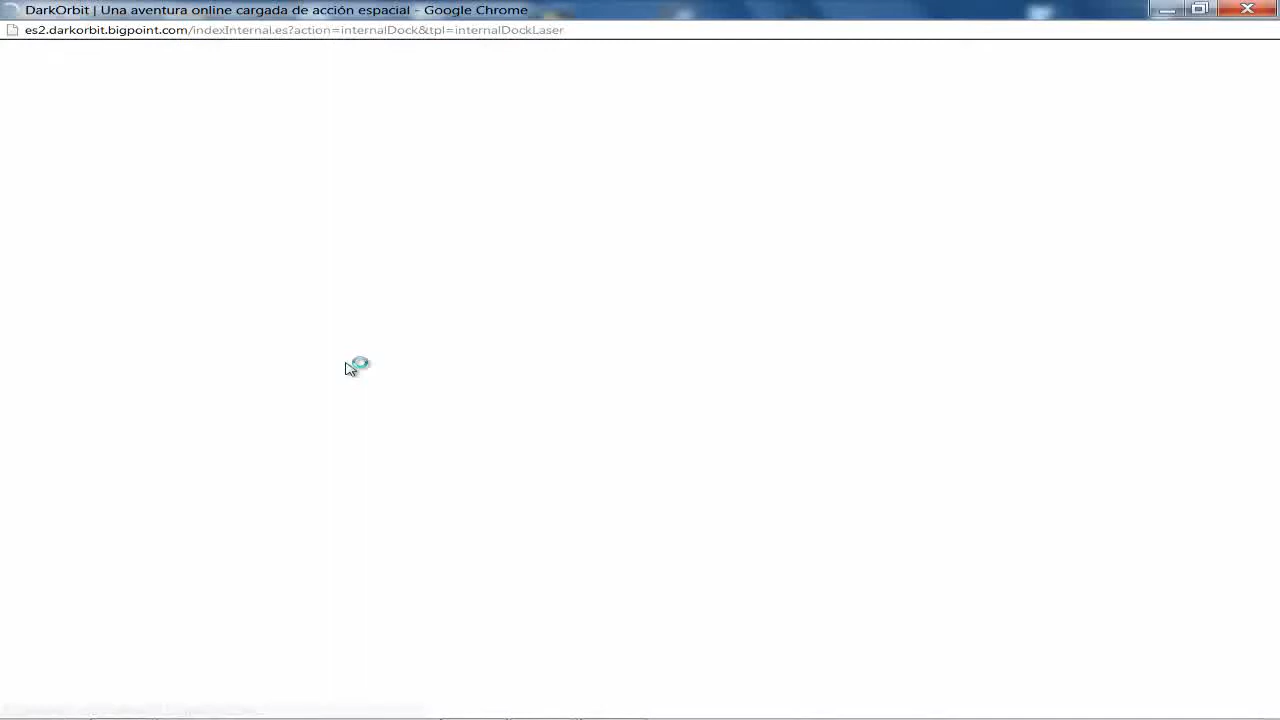 DarkOrbit | Una aventura online cargada de acción espacial - Google Chrome
es2.darkorbit.bigpoint.com/indexInternal.es?action=internalDock&tpl=internalDockLaser